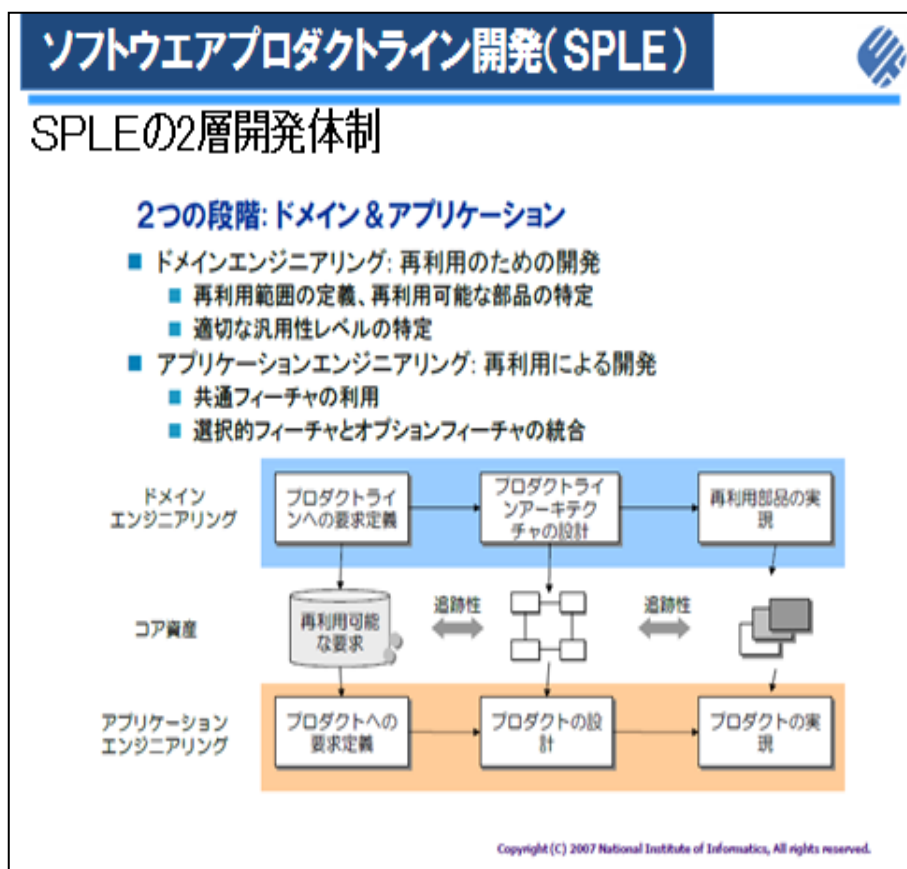 ソフトウエアプロダクトライン開発(SPLE)
SPLEの2層開発体制
2つの段階:ドメイン&アプリケーション
■ ドメインエンジニアリング: 再利用のための開発
■ 再利用範囲の定義、再利用可能な部品の特定
■ 適切な汎用性レベルの特定
■ アプリケーションエンジニアリング: 再利用による開発
■ 共通フィーチャの利用
■ 選択的フィーチャとオプションフィーチャの統合
ドメイン
エンジニアリング
プロダクトライ
ンへの要求定義
プロダクトライ
ンアーキテク
チャの設計
再利用部品の実
現
コア資産
再利用可能
な要求
追跡性
追跡性
アプリケーション
エンジニアリング
プロダクトへの
要求定義
プロダクトの設
計
プロダクトの実
現
Copyright (C) 2007 National Institute of Informatics, All rights reserved.